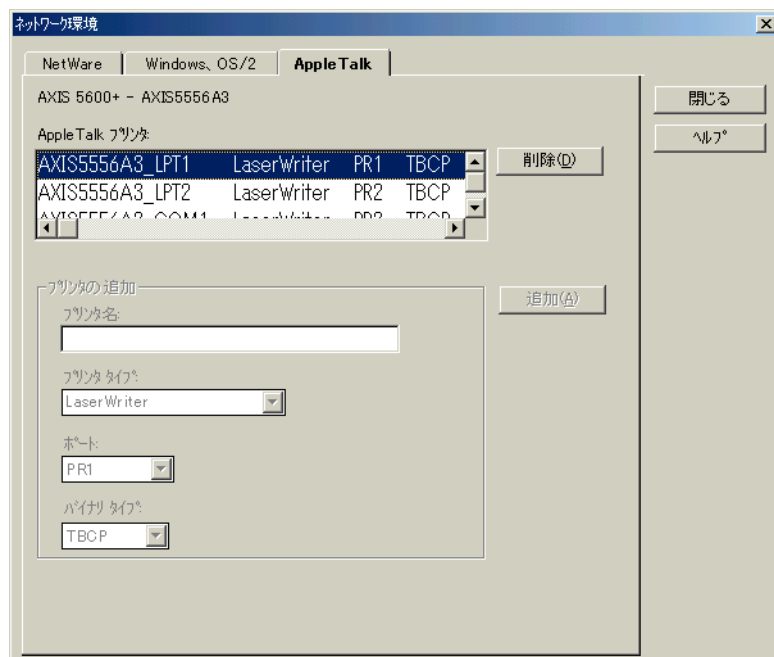 ネットワーク環境
NetWare
Windows、OS/2
AppleTalk
AXIS 5600+ - AXIS5556A3
閉じる
ヘルプ
AppleTalk プリンタ:
AXIS5556A3_LPT1 LaserWriter PR1 TBCP
削除(D)
AXIS5556A3_LPT2 LaserWriter PR2 TBCP
プリンタの追加
追加(A)
プリンタ名:
プリンタ タイプ:
LaserWriter
ポート:
PR1
バイナリ タイプ:
TBCP